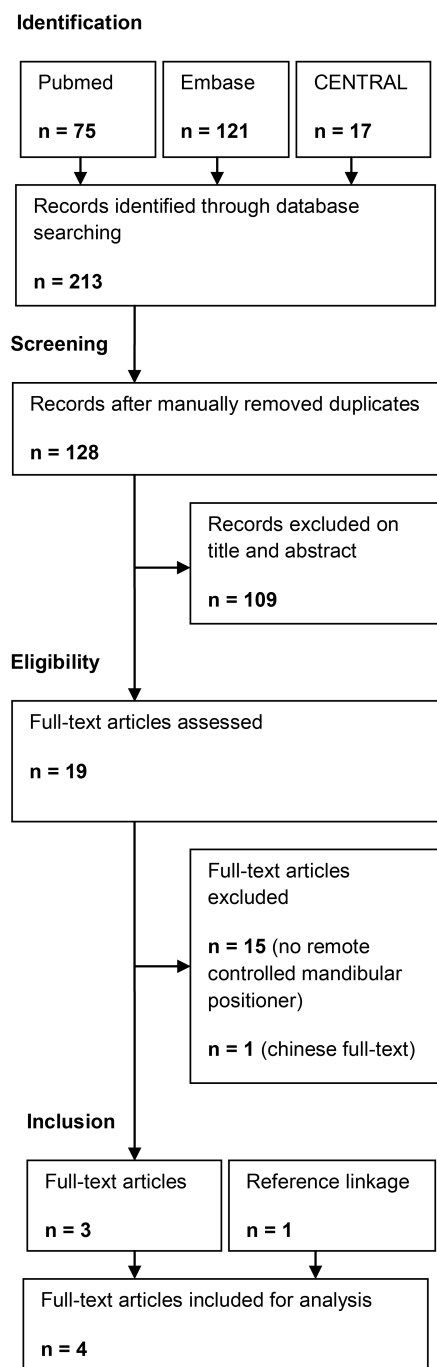 Identification
Pubmed
n = 75
Embase
n = 121
CENTRAL
n = 17
Records identified through database
searching
n = 213
Screening
Records after manually removed duplicates
n = 128
Records excluded on
title and abstract
n = 109
Eligibility
Full-text articles assessed
n = 19
Full-text articles
excluded
n = 15 (no remote
controlled mandibular
positioner)
n = 1 (chinese full-text)
Inclusion
Full-text articles
n = 3
Reference linkage
n = 1
Full-text articles included for analysis
n = 4